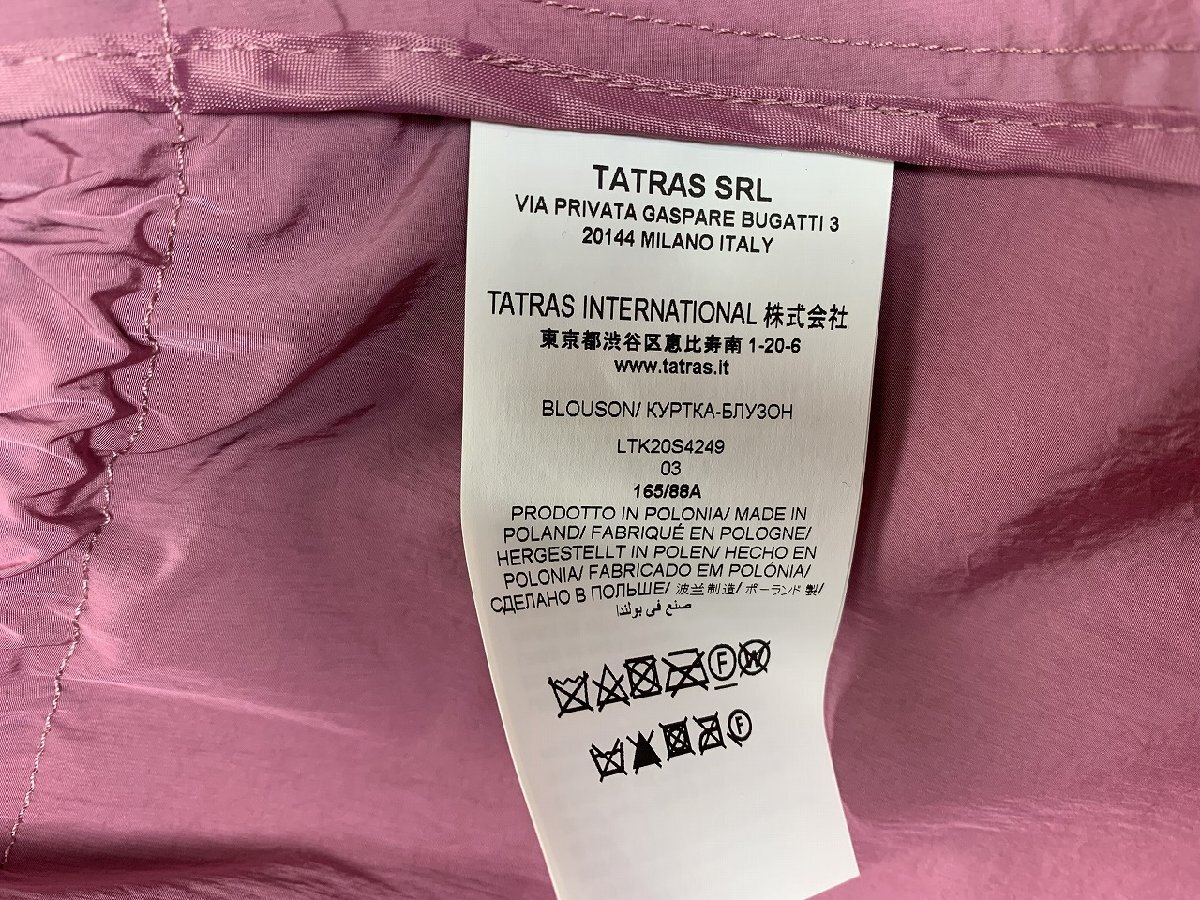 TATRAS SRL
VIA PRIVATA GASPARE BUGATTI 3
20144 MILANO ITALY
TATRAS INTERNATIONAL 株式会社
東京都渋谷区恵比寿南 1-20-6
www.tatras.it
BLOUSON/ КУРТКА-БЛУЗОН
LTK20S4249
03
165/88A
PRODOTTO IN POLONIA/ MADE IN
POLAND/ FABRIQUÉ EN POLOGNE/
HERGESTELLT IN POLEN/ HECHO EN
POLONIA/ FABRICADO EM POLÓNIA/
СДЕЛАНО В ПОЛЬШЕ/ 波兰制造/ ポーランド製/
صنع في بولندا
F W
F